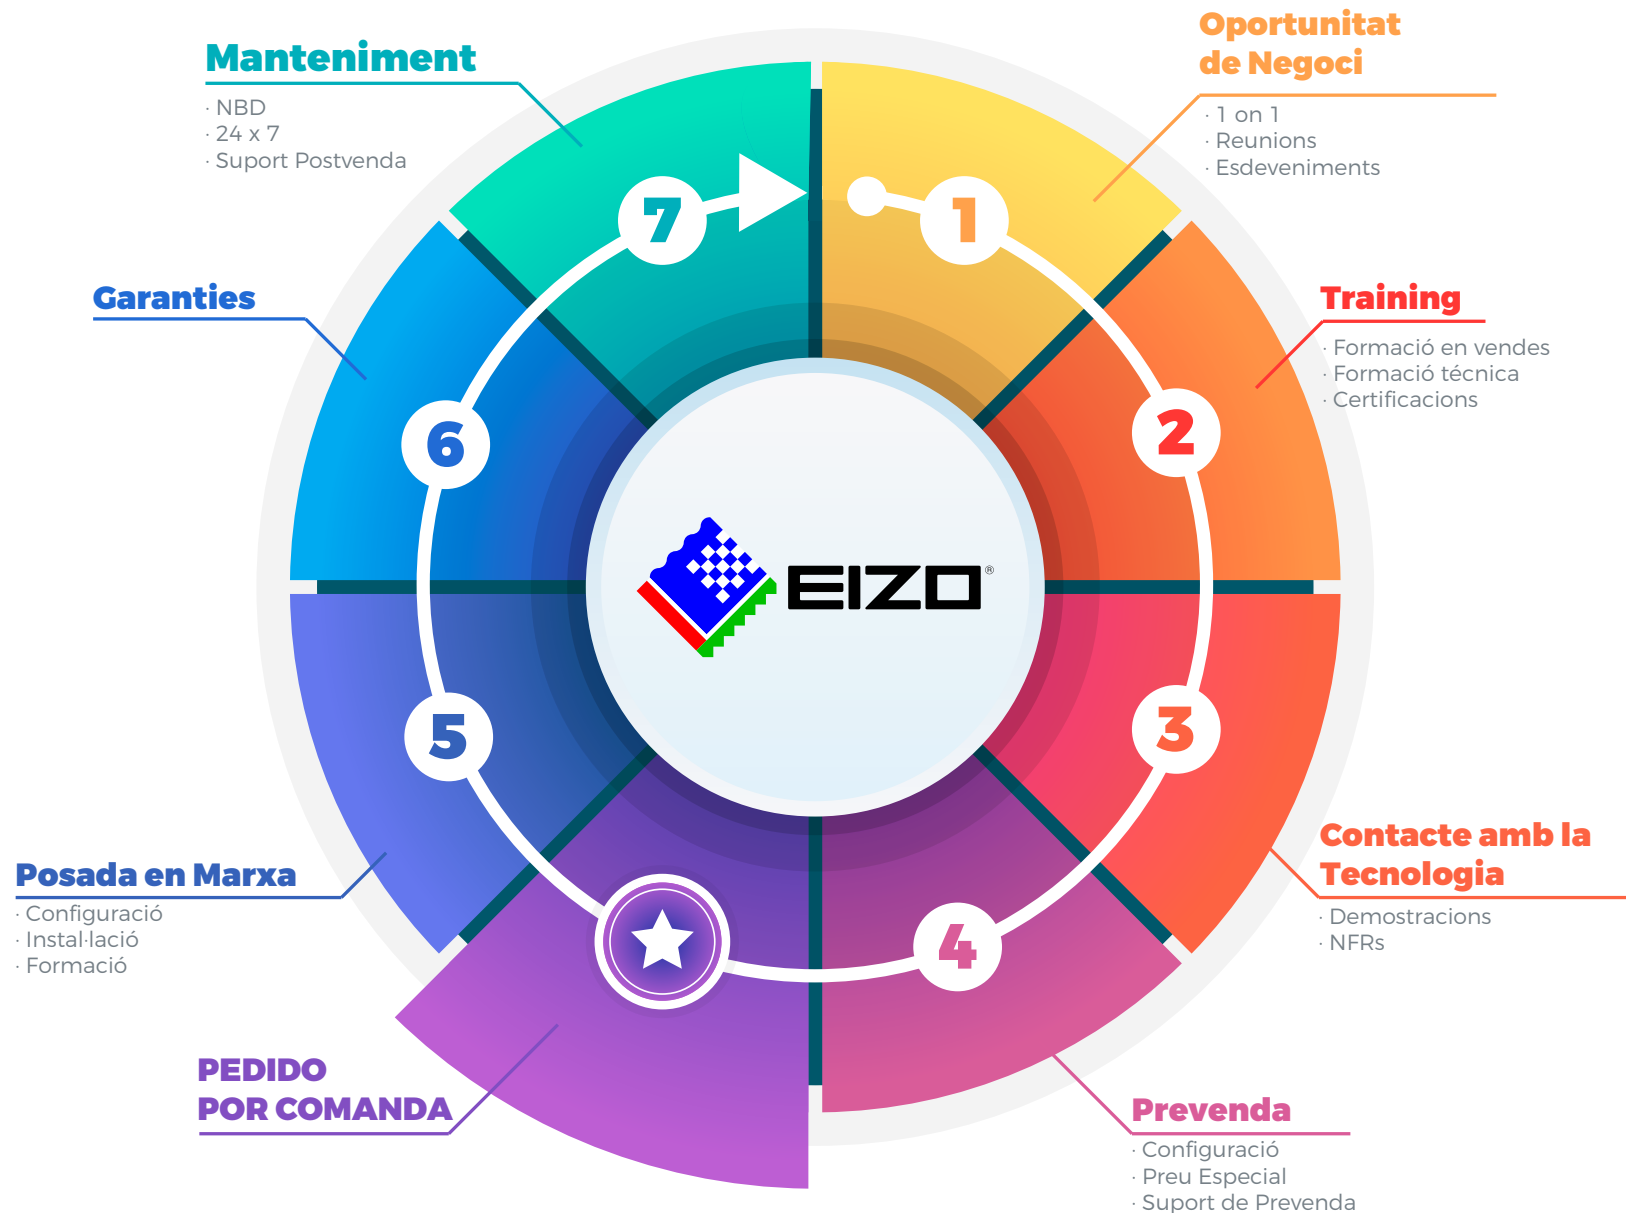 Oportunitat
de Negoci
· 1 on 1
· Reunions
· Esdeveniments
1
Training
· Formació en vendes
· Formació técnica
· Certificacions
2
3
Contacte amb la
Tecnologia
· Demostracions
· NFRs
4
Prevenda
· Configuració
· Preu Especial
· Suport de Prevenda
PEDIDO
POR COMANDA
5
Posada en Marxa
· Configuració
· Instal·lació
· Formació
6
Garanties
7
Manteniment
· NBD
· 24 x 7
· Suport Postvenda
EIZO®